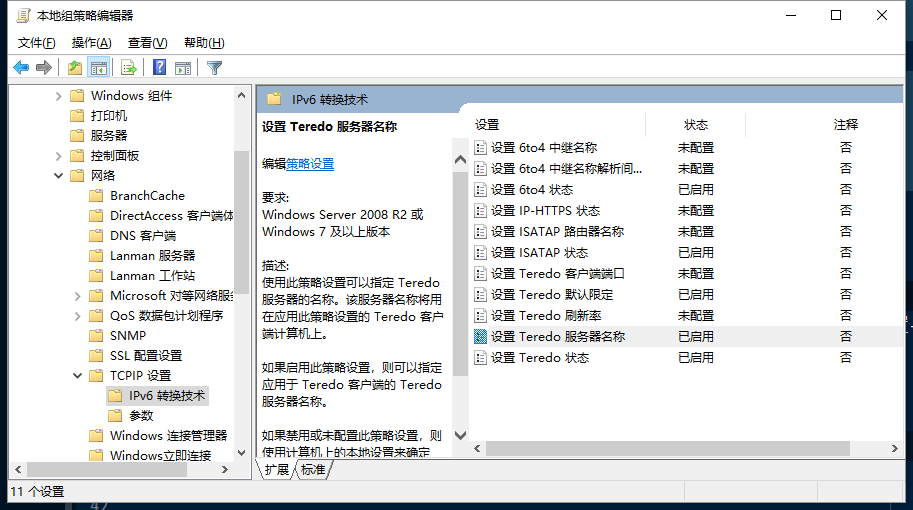 本地组策略编辑器
文件(F) 操作(A) 查看(V) 帮助(H)
Windows 组件
打印机
服务器
控制面板
网络
BranchCache
DirectAccess 客户端体
DNS 客户端
Lanman 服务器
Lanman 工作站
Microsoft 对等网络服务
QoS 数据包计划程序
SNMP
SSL 配置设置
TCPIP 设置
IPv6 转换技术
参数
Windows 连接管理器
Windows立即连接
IPv6 转换技术
设置 Teredo 服务器名称
编辑策略设置
要求:
Windows Server 2008 R2 或
Windows 7 及以上版本
描述:
使用此策略设置可以指定 Teredo
服务器的名称。该服务器名称将用
在应用此策略设置的 Teredo 客户
端计算机上。
如果启用此策略设置，则可以指定
应用于 Teredo 客户端的 Teredo
服务器名称。
如果禁用或未配置此策略设置，则
使用计算机上的本地设置来确定
设置 状态 注释
设置 6to4 中继名称 未配置 否
设置 6to4 中继名称解析间... 未配置 否
设置 6to4 状态 已启用 否
设置 IP-HTTPS 状态 未配置 否
设置 ISATAP 路由器名称 未配置 否
设置 ISATAP 状态 已启用 否
设置 Teredo 客户端端口 未配置 否
设置 Teredo 默认限定 已启用 否
设置 Teredo 刷新率 未配置 否
设置 Teredo 服务器名称 已启用 否
设置 Teredo 状态 已启用 否
扩展 标准
11 个设置